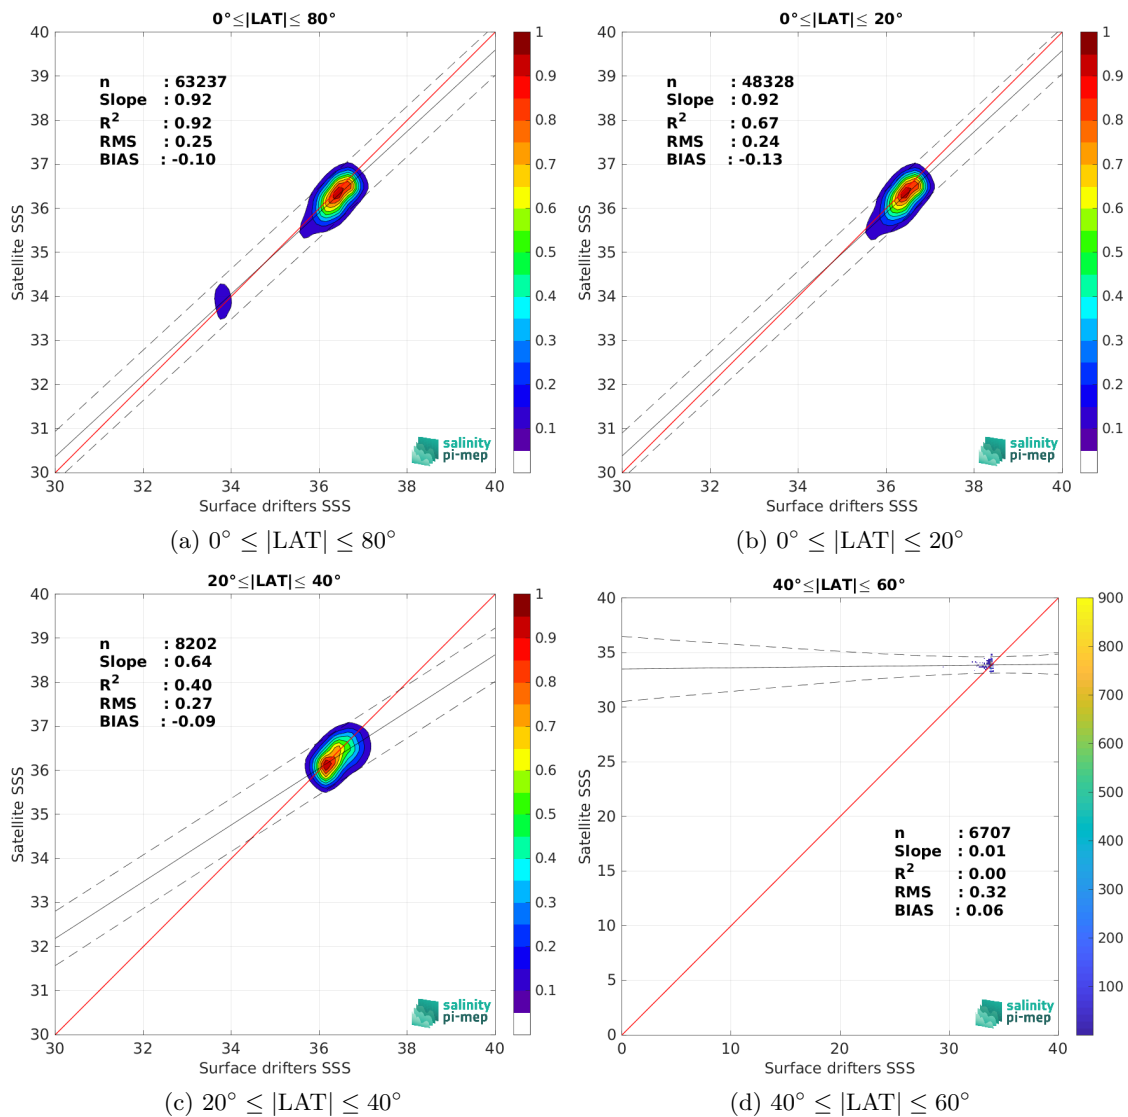 0°≤|LAT|≤ 80°
40
39
38
37
36
35
34
33
32
31
30
30 32 34 36 38 40
Satellite SSS
Surface drifters SSS
n : 63237
Slope : 0.92
R² : 0.92
RMS : 0.25
BIAS : -0.10
1
0.9
0.8
0.7
0.6
0.5
0.4
0.3
0.2
0.1
salinity
pi-mep
(a) 0° ≤ |LAT| ≤ 80°
0°≤|LAT|≤ 20°
40
39
38
37
36
35
34
33
32
31
30
30 32 34 36 38 40
Satellite SSS
Surface drifters SSS
n : 48328
Slope : 0.92
R² : 0.67
RMS : 0.24
BIAS : -0.13
1
0.9
0.8
0.7
0.6
0.5
0.4
0.3
0.2
0.1
salinity
pi-mep
(b) 0° ≤ |LAT| ≤ 20°
20°≤|LAT|≤ 40°
40
39
38
37
36
35
34
33
32
31
30
30 32 34 36 38 40
Satellite SSS
Surface drifters SSS
n : 8202
Slope : 0.64
R² : 0.40
RMS : 0.27
BIAS : -0.09
1
0.9
0.8
0.7
0.6
0.5
0.4
0.3
0.2
0.1
salinity
pi-mep
(c) 20° ≤ |LAT| ≤ 40°
40°≤|LAT|≤ 60°
40
35
30
25
20
15
10
5
0
0 10 20 30 40
Satellite SSS
Surface drifters SSS
n : 6707
Slope : 0.01
R² : 0.00
RMS : 0.32
BIAS : 0.06
900
800
700
600
500
400
300
200
100
salinity
pi-mep
(d) 40° ≤ |LAT| ≤ 60°